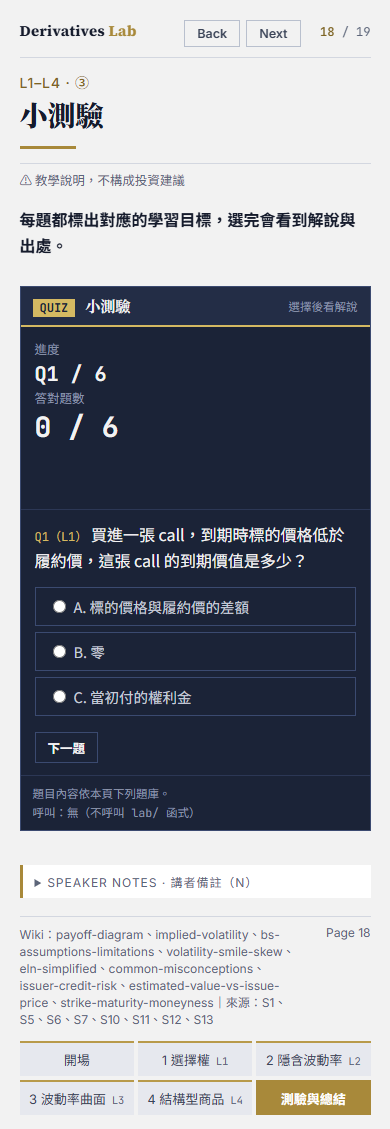 Derivatives Lab
Back
Next
18 / 19
L1–L4 · ③
小測驗
⚠ 教學說明，不構成投資建議
每題都標出對應的學習目標，選完會看到解說與
出處。
QUIZ 小測驗
選擇後看解說
進度
Q1 / 6
答對題數
0 / 6
Q1（L1） 買進一張 call，到期時標的價格低於
履約價，這張 call 的到期價值是多少？
A. 標的價格與履約價的差額
B. 零
C. 當初付的權利金
下一題
題目內容依本頁下列題庫。
呼叫：無（不呼叫 lab/ 函式）
▶ SPEAKER NOTES · 講者備註（N）
Wiki：payoff-diagram、implied-volatility、bs-
assumptions-limitations、volatility-smile-skew、
eln-simplified、common-misconceptions、
issuer-credit-risk、estimated-value-vs-issue-
price、strike-maturity-moneyness｜來源：S1、
S5、S6、S7、S10、S11、S12、S13
Page 18
開場
1 選擇權 L1
2 隱含波動率 L2
3 波動率曲面 L3
4 結構型商品 L4
測驗與總結